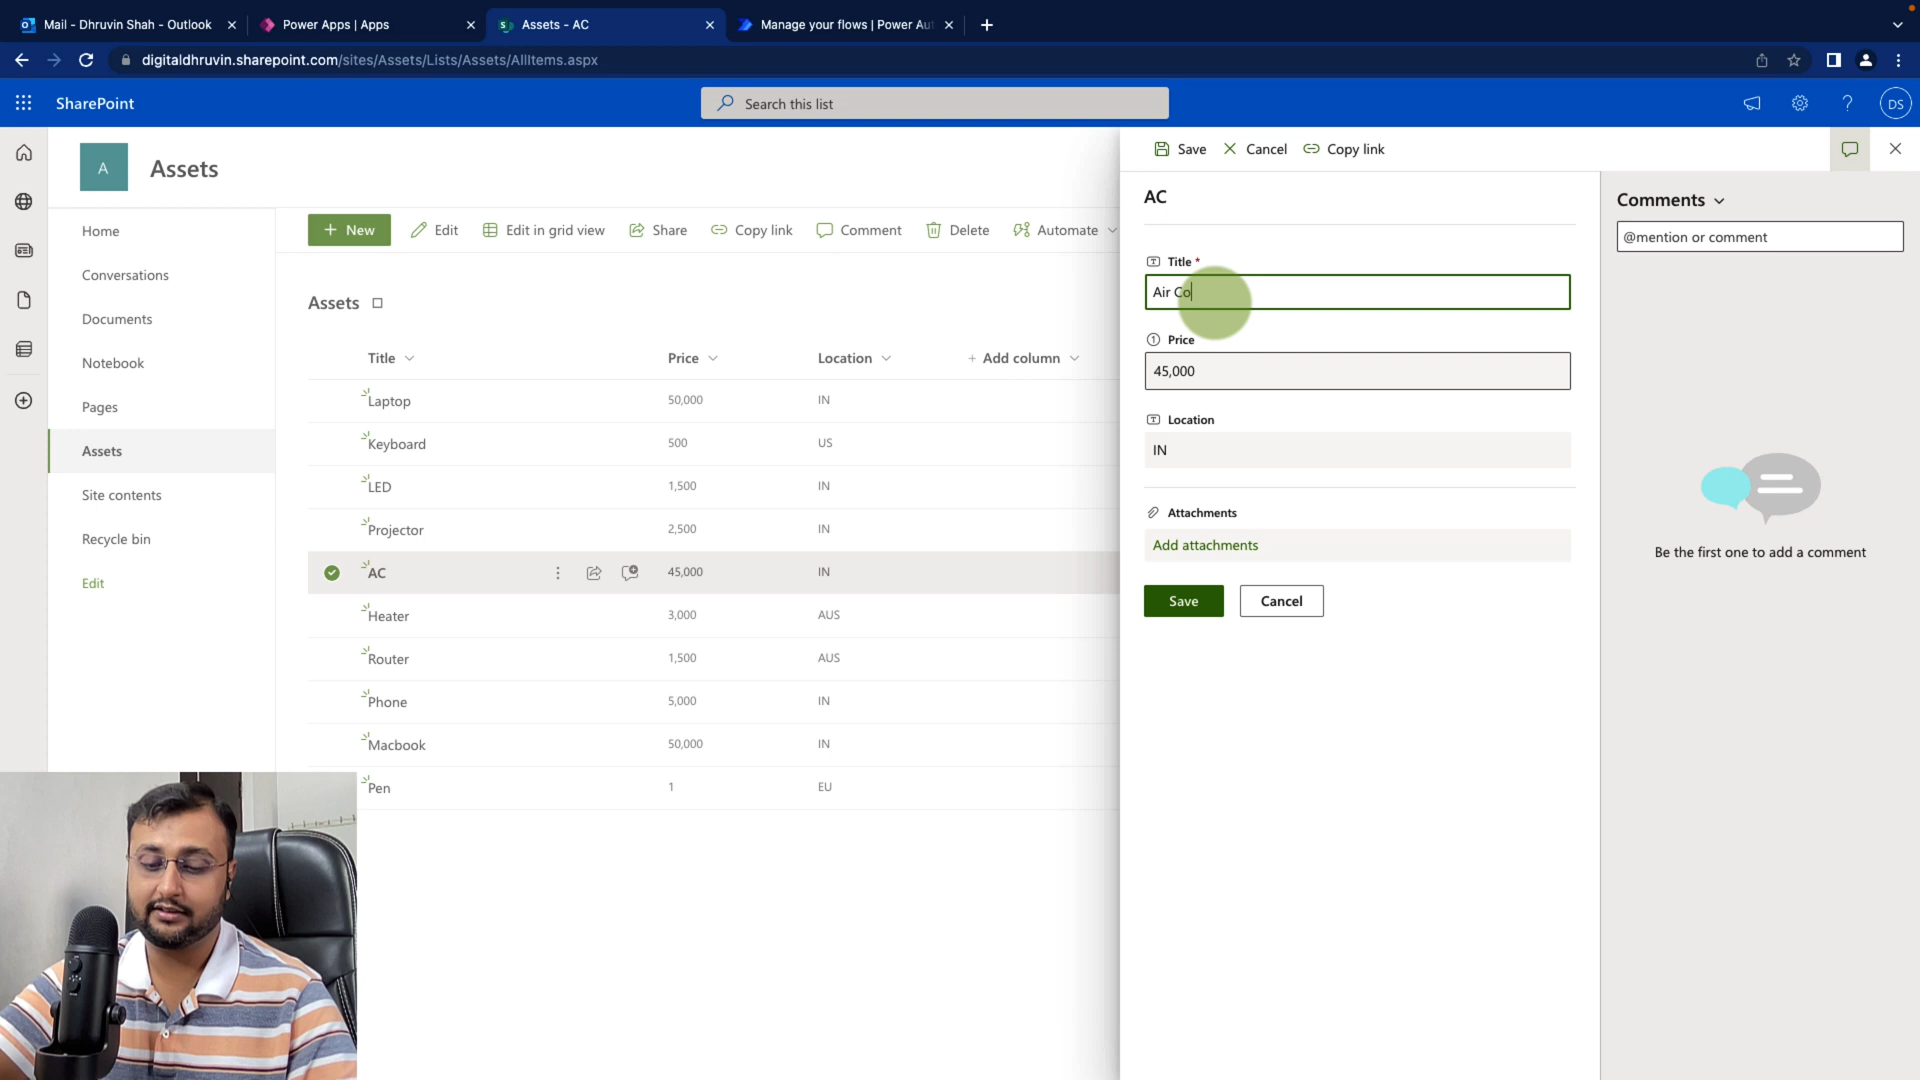 Mail - Dhruvin Shah - Outlook
Power Apps | Apps
Assets - AC
Manage your flows | Power Aut
digitaldhruvin.sharepoint.com/sites/Assets/Lists/Assets/AllItems.aspx
SharePoint
Search this list
DS
A
Assets
Save
Cancel
Copy link
Home
Conversations
Documents
Notebook
Pages
Assets
Site contents
Recycle bin
Edit
New
Edit
Edit in grid view
Share
Copy link
Comment
Delete
Automate
Assets
Title Price Location Add column
Laptop 50,000 IN
Keyboard 500 US
LED 1,500 IN
Projector 2,500 IN
AC 45,000 IN
Heater 3,000 AUS
Router 1,500 AUS
Phone 5,000 IN
Macbook 50,000 IN
Pen 1 EU
AC
Title *
Air Co
Price
45,000
Location
IN
Attachments
Add attachments
Save
Cancel
Comments
@mention or comment
Be the first one to add a comment